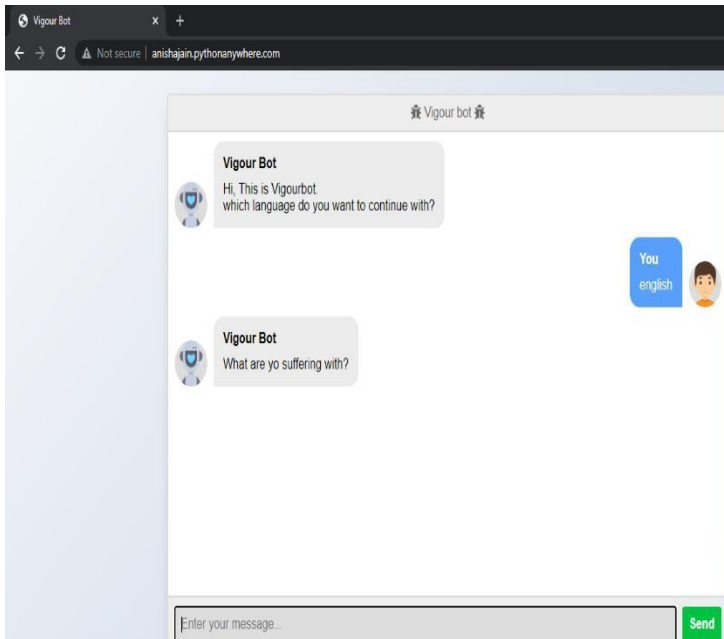 Vigour Bot
Not secure | anishajain.pythonanywhere.com
Vigour bot
Vigour Bot
Hi, This is Vigourbot.
which language do you want to continue with?
You
english
Vigour Bot
What are yo suffering with?
Enter your message...
Send